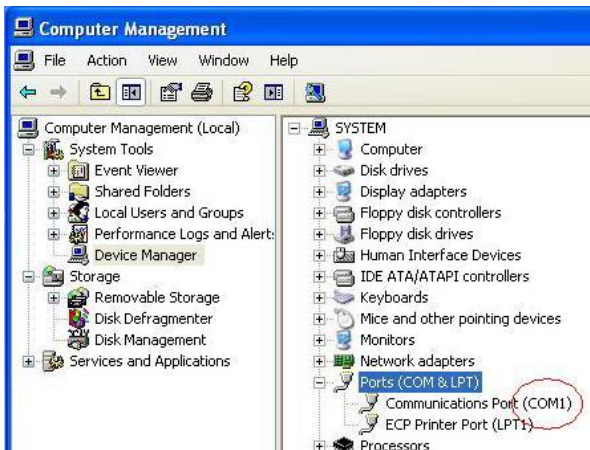 Computer Management
File Action View Window Help
Computer Management (Local)
System Tools
Event Viewer
Shared Folders
Local Users and Groups
Performance Logs and Alert
Device Manager
Storage
Removable Storage
Disk Defragmenter
Disk Management
Services and Applications
SYSTEM
Computer
Disk drives
Display adapters
Floppy disk controllers
Floppy disk drives
Human Interface Devices
IDE ATA/ATAPI controllers
Keyboards
Mice and other pointing devices
Monitors
Network adapters
Ports (COM & LPT)
Communications Port (COM1)
ECP Printer Port (LPT1)
Processors